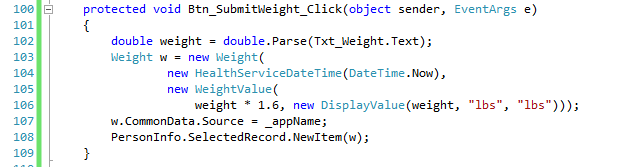 100 protected void Btn_SubmitWeight_Click(object sender, EventArgs e)
101 {
102 double weight = double.Parse(Txt_Weight.Text);
103 Weight w = new Weight(
104 new HealthServiceDateTime(DateTime.Now),
105 new WeightValue(
106 weight * 1.6, new DisplayValue(weight, "lbs", "lbs")));
107 w.CommonData.Source = _appName;
108 PersonInfo.SelectedRecord.NewItem(w);
109 }